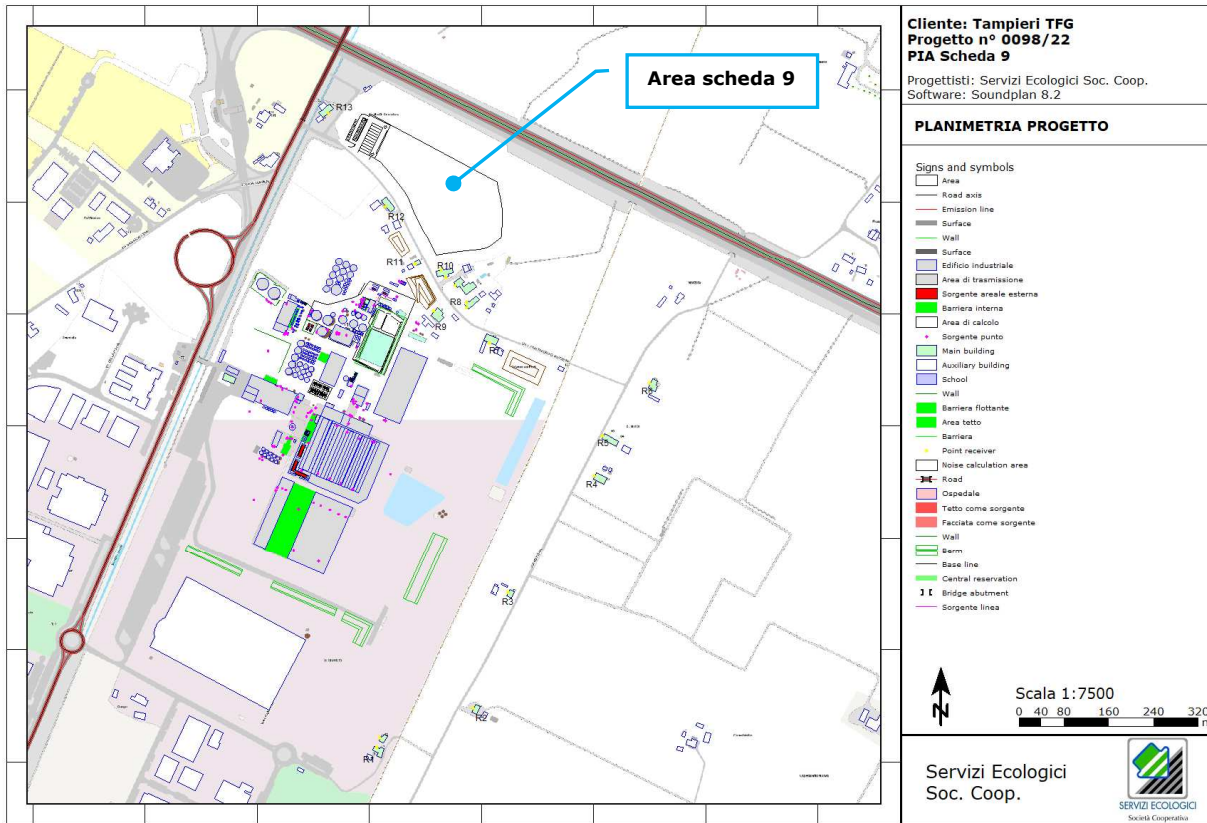 Area scheda 9
R13
R12
R11
R10
R8
R9
R7
R6
R5
R4
R3
R2
R1
Cliente: Tampieri TFG
Progetto n° 0098/22
PIA Scheda 9
Progettisti: Servizi Ecologici Soc. Coop.
Software: Soundplan 8.2
PLANIMETRIA PROGETTO
Signs and symbols
Area
Road axis
Emission line
Surface
Wall
Surface
Edificio industriale
Area di trasmissione
Sorgente areale esterna
Barriera interna
Area di calcolo
Sorgente punto
Main building
Auxiliary building
School
Wall
Barriera flottante
Area tetto
Barriera
Point receiver
Noise calculation area
Road
Ospedale
Tetto come sorgente
Facciata come sorgente
Wall
Berm
Base line
Central reservation
Bridge abutment
Sorgente linea
N
Scala 1:7500
0 40 80 160 240 320
m
Servizi Ecologici
Soc. Coop.
SERVIZI ECOLOGICI
Società Cooperativa